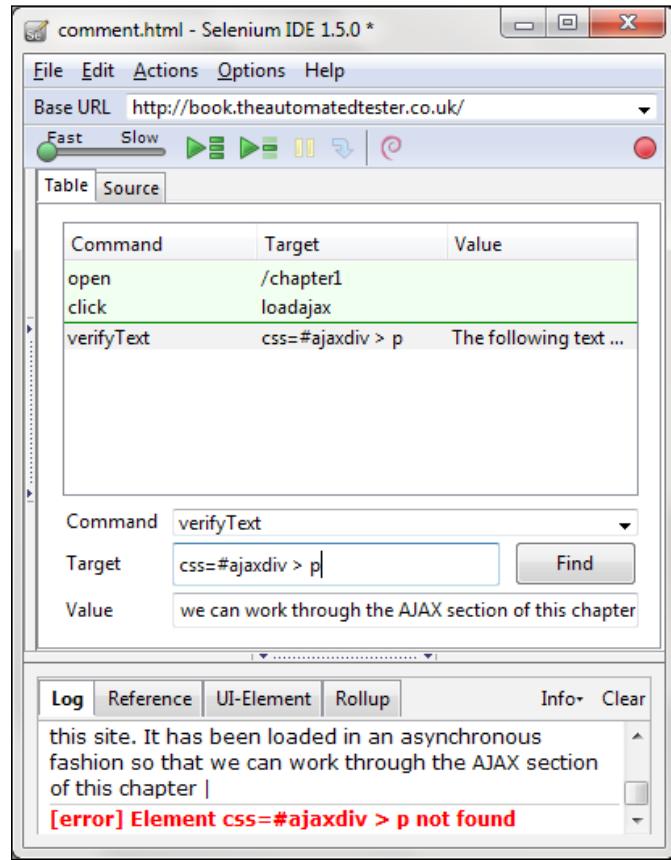 comment.html - Selenium IDE 1.5.0 *
File Edit Actions Options Help
Base URL http://book.theautomatedtester.co.uk/
Fast Slow
Table Source
Command Target Value
open /chapter1
click loadajax
verifyText css=#ajaxdiv > p The following text ...
Command verifyText
Target css=#ajaxdiv > p Find
Value we can work through the AJAX section of this chapter
Log Reference UI-Element Rollup Info Clear
this site. It has been loaded in an asynchronous
fashion so that we can work through the AJAX section
of this chapter |
[error] Element css=#ajaxdiv > p not found